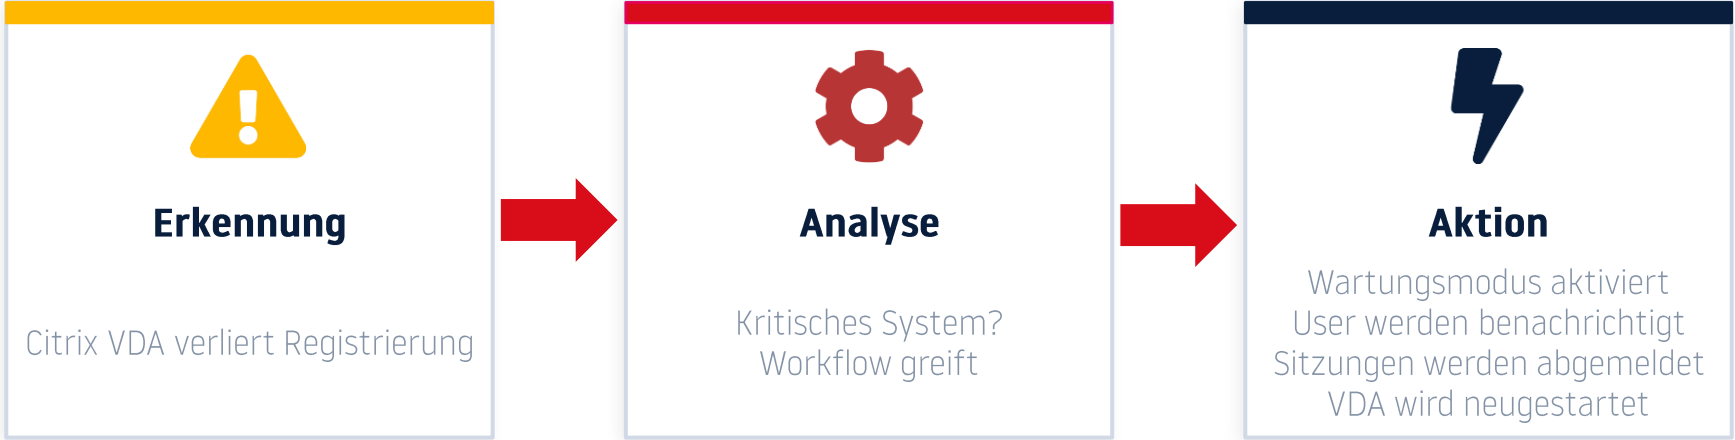 Erkennung
Citrix VDA verliert Registrierung
Analyse
Kritisches System?
Workflow greift
Aktion
Wartungsmodus aktiviert
User werden benachrichtigt
Sitzungen werden abgemeldet
VDA wird neugestartet